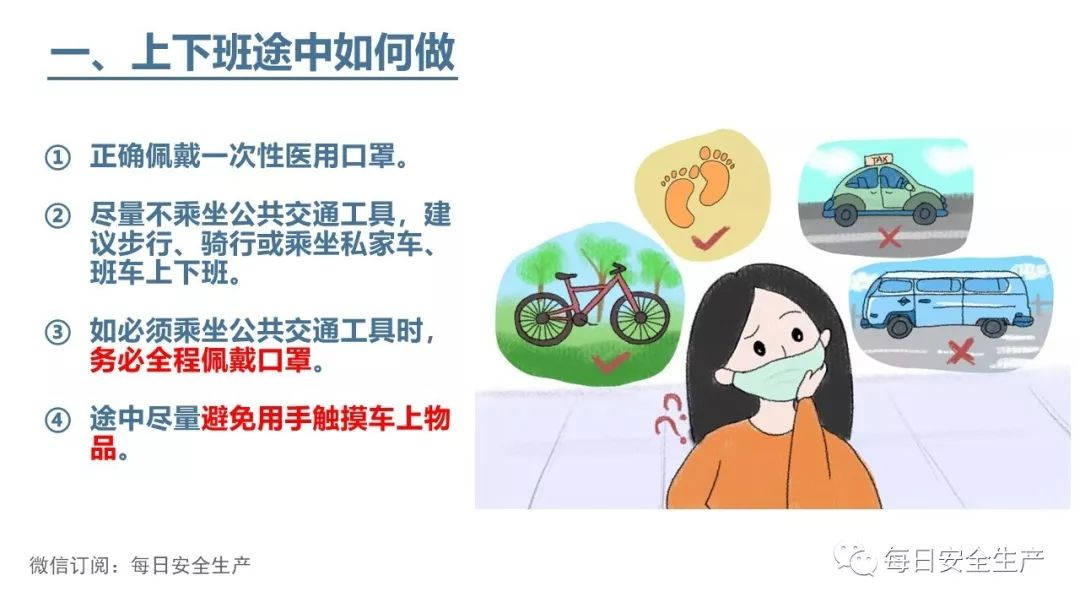 一、上下班途中如何做
① 正确佩戴一次性医用口罩。
② 尽量不乘坐公共交通工具，建
议步行、骑行或乘坐私家车、
班车上下班。
③ 如必须乘坐公共交通工具时，
务必全程佩戴口罩。
④ 途中尽量避免用手触摸车上物
品。
TAX
??
微信订阅：每日安全生产
每日安全生产